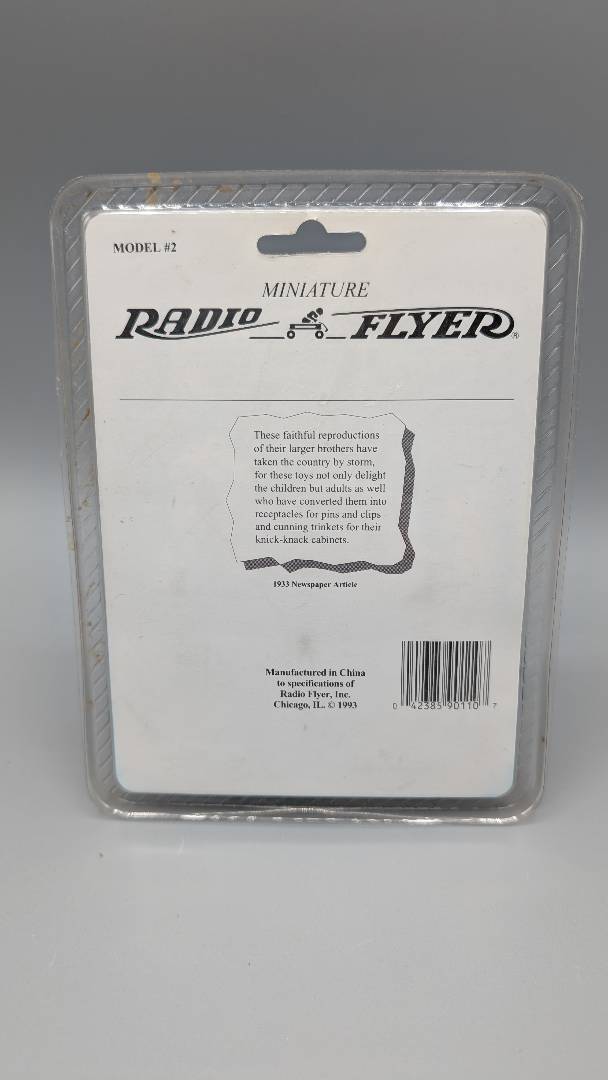 MODEL #2
MINIATURE
RADIO FLYER®
These faithful reproductions
of their larger brothers have
taken the country by storm,
for these toys not only delight
the children but adults as well
who have converted them into
receptacles for pins and clips
and cunning trinkets for their
knick-knack cabinets.
1933 Newspaper Article
Manufactured in China
to specifications of
Radio Flyer, Inc.
Chicago, IL. © 1993
0 42385 90110 7